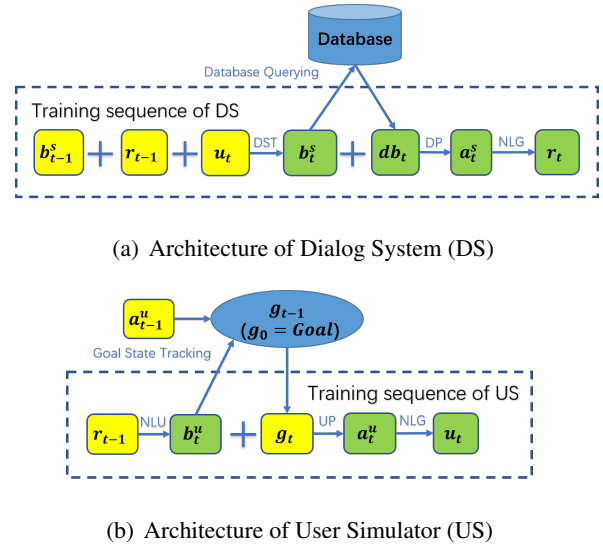 Database
Database Querying
Training sequence of DS
b^s_{t-1} + r_{t-1} + u_t DST b^s_t + db_t DP a^s_t NLG r_t
(a) Architecture of Dialog System (DS)
a^u_{t-1}
g_{t-1}
(g_0 = Goal)
Goal State Tracking
Training sequence of US
r_{t-1} NLU b^u_t + g_t UP a^u_t NLG u_t
(b) Architecture of User Simulator (US)